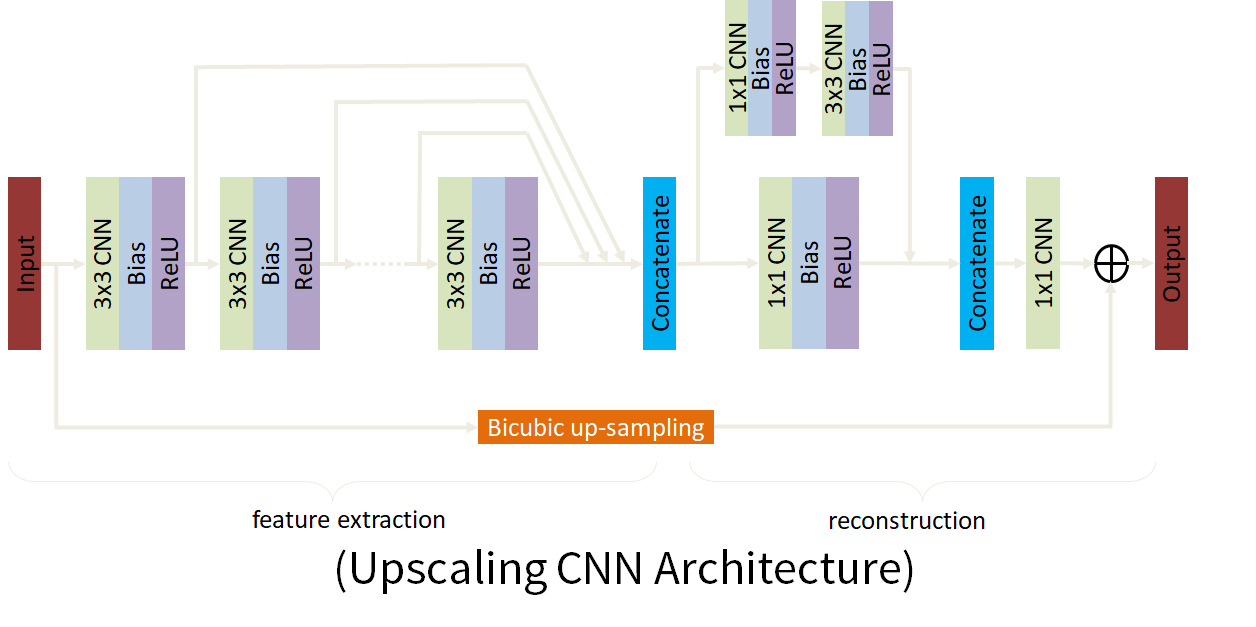 1x1 CNN
Bias
ReLU
3x3 CNN
Bias
ReLU
Input
3x3 CNN
Bias
ReLU
3x3 CNN
Bias
ReLU
3x3 CNN
Bias
ReLU
Concatenate
1x1 CNN
Bias
ReLU
Concatenate
1x1 CNN
Output
Bicubic up-sampling
feature extraction
reconstruction
(Upscaling CNN Architecture)